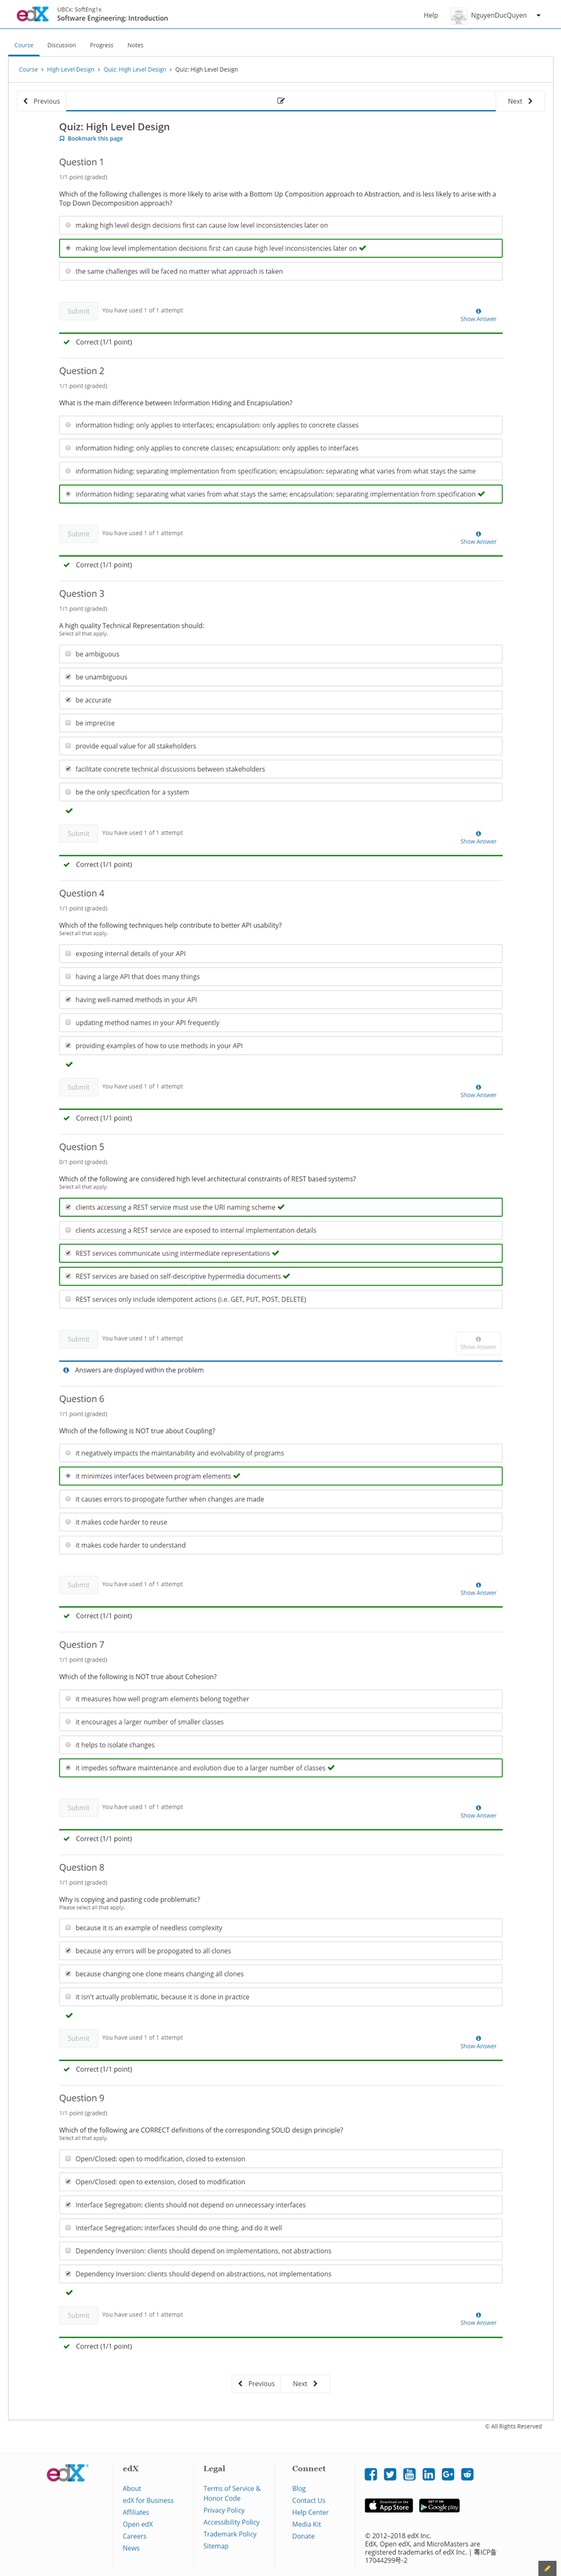 edX
UBCx: SoftEng1x
Software Engineering: Introduction
Help
NguyenDucQuyen
Course
Discussion
Progress
Notes
Course > High Level Design > Quiz: High Level Design > Quiz: High Level Design
Previous
Next
Quiz: High Level Design
Bookmark this page
Question 1
1/1 point (graded)
Which of the following challenges is more likely to arise with a Bottom Up Composition approach to Abstraction, and is less likely to arise with a
Top Down Decomposition approach?
making high level design decisions first can cause low level inconsistencies later on
making low level implementation decisions first can cause high level inconsistencies later on
the same challenges will be faced no matter what approach is taken
Submit
You have used 1 of 1 attempt
Show Answer
Correct (1/1 point)
Question 2
1/1 point (graded)
What is the main difference between Information Hiding and Encapsulation?
information hiding: only applies to interfaces; encapsulation: only applies to concrete classes
information hiding: only applies to concrete classes; encapsulation: only applies to interfaces
information hiding: separating implementation from specification; encapsulation: separating what varies from what stays the same
information hiding: separating what varies from what stays the same; encapsulation: separating implementation from specification
Submit
You have used 1 of 1 attempt
Show Answer
Correct (1/1 point)
Question 3
1/1 point (graded)
A high quality Technical Representation should:
Select all that apply.
be ambiguous
be unambiguous
be accurate
be imprecise
provide equal value for all stakeholders
facilitate concrete technical discussions between stakeholders
be the only specification for a system
Submit
You have used 1 of 1 attempt
Show Answer
Correct (1/1 point)
Question 4
1/1 point (graded)
Which of the following techniques help contribute to better API usability?
Select all that apply.
exposing internal details of your API
having a large API that does many things
having well-named methods in your API
updating method names in your API frequently
providing examples of how to use methods in your API
Submit
You have used 1 of 1 attempt
Show Answer
Correct (1/1 point)
Question 5
0/1 point (graded)
Which of the following are considered high level architectural constraints of REST based systems?
Select all that apply.
clients accessing a REST service must use the URI naming scheme
clients accessing a REST service are exposed to internal implementation details
REST services communicate using intermediate representations
REST services are based on self-descriptive hypermedia documents
REST services only include idempotent actions (i.e. GET, PUT, POST, DELETE)
Submit
You have used 1 of 1 attempt
Show Answer
Answers are displayed within the problem
Question 6
1/1 point (graded)
Which of the following is NOT true about Coupling?
it negatively impacts the maintanability and evolvability of programs
it minimizes interfaces between program elements
it causes errors to propogate further when changes are made
it makes code harder to reuse
it makes code harder to understand
Submit
You have used 1 of 1 attempt
Show Answer
Correct (1/1 point)
Question 7
1/1 point (graded)
Which of the following is NOT true about Cohesion?
it measures how well program elements belong together
it encourages a larger number of smaller classes
it helps to isolate changes
it impedes software maintenance and evolution due to a larger number of classes
Submit
You have used 1 of 1 attempt
Show Answer
Correct (1/1 point)
Question 8
1/1 point (graded)
Why is copying and pasting code problematic?
Please select all that apply.
because it is an example of needless complexity
because any errors will be propogated to all clones
because changing one clone means changing all clones
it isn't actually problematic, because it is done in practice
Submit
You have used 1 of 1 attempt
Show Answer
Correct (1/1 point)
Question 9
1/1 point (graded)
Which of the following are CORRECT definitions of the corresponding SOLID design principle?
Select all that apply.
Open/Closed: open to modification, closed to extension
Open/Closed: open to extension, closed to modification
Interface Segregation: clients should not depend on unnecessary interfaces
Interface Segregation: interfaces should do one thing, and do it well
Dependency Inversion: clients should depend on implementations, not abstractions
Dependency Inversion: clients should depend on abstractions, not implementations
Submit
You have used 1 of 1 attempt
Show Answer
Correct (1/1 point)
Previous
Next
© All Rights Reserved
edX
edX
About
edX for Business
Affiliates
Open edX
Careers
News
Legal
Terms of Service &
Honor Code
Privacy Policy
Accessibility Policy
Trademark Policy
Sitemap
Connect
Blog
Contact Us
Help Center
Media Kit
Donate
Download on the
App Store
GET IT ON
Google play
© 2012–2018 edX Inc.
EdX, Open edX, and MicroMasters are
registered trademarks of edX Inc. | 粤ICP备
17044299号-2